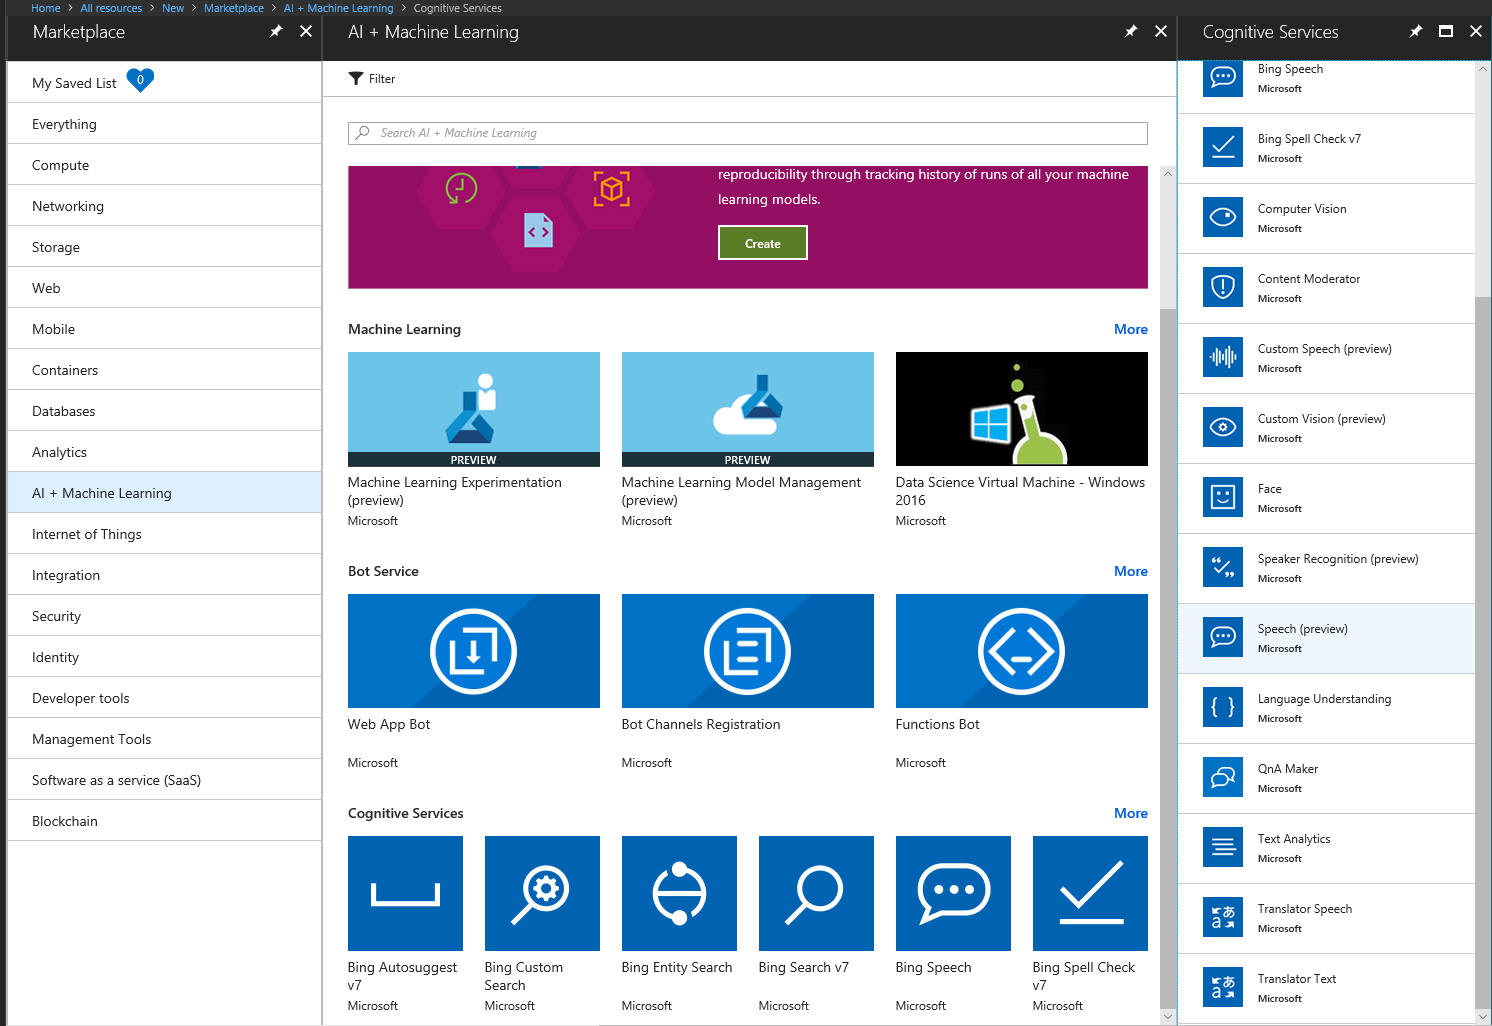 Home > All resources > New > Marketplace > AI + Machine Learning > Cognitive Services
Marketplace
My Saved List 0
Everything
Compute
Networking
Storage
Web
Mobile
Containers
Databases
Analytics
AI + Machine Learning
Internet of Things
Integration
Security
Identity
Developer tools
Management Tools
Software as a service (SaaS)
Blockchain
AI + Machine Learning
Filter
Search AI + Machine Learning
reproducibility through tracking history of runs of all your machine
learning models.
Create
Machine Learning More
PREVIEW
Machine Learning Experimentation
(preview)
Microsoft
PREVIEW
Machine Learning Model Management
(preview)
Microsoft
Data Science Virtual Machine - Windows
2016
Microsoft
Bot Service More
Web App Bot
Microsoft
Bot Channels Registration
Microsoft
Functions Bot
Microsoft
Cognitive Services More
Bing Autosuggest
v7
Microsoft
Bing Custom
Search
Microsoft
Bing Entity Search
Microsoft
Bing Search v7
Microsoft
Bing Speech
Microsoft
Bing Spell Check
v7
Microsoft
Cognitive Services
Bing Speech
Microsoft
Bing Spell Check v7
Microsoft
Computer Vision
Microsoft
Content Moderator
Microsoft
Custom Speech (preview)
Microsoft
Custom Vision (preview)
Microsoft
Face
Microsoft
Speaker Recognition (preview)
Microsoft
Speech (preview)
Microsoft
Language Understanding
Microsoft
QnA Maker
Microsoft
Text Analytics
Microsoft
aあ
Translator Speech
Microsoft
aあ
Translator Text
Microsoft